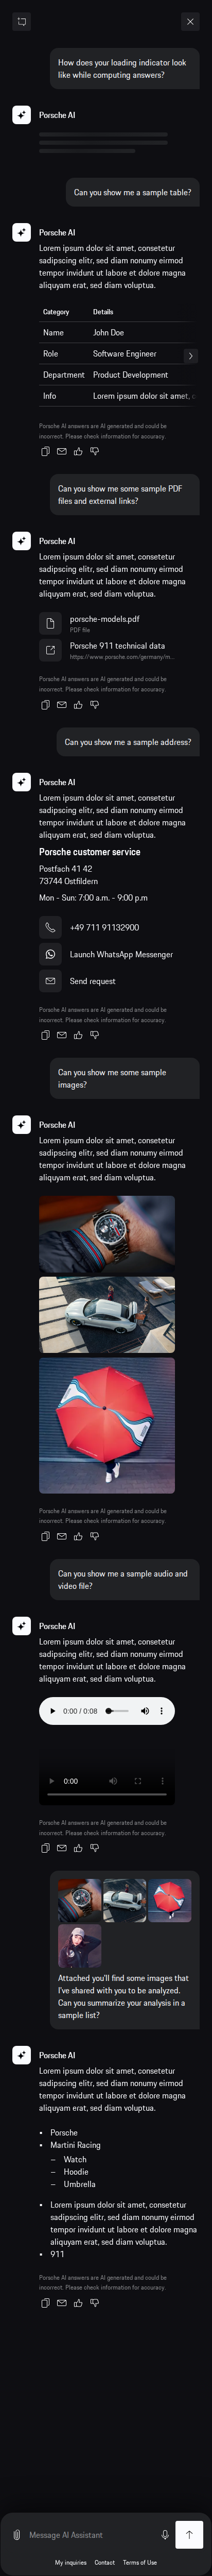 How does your loading indicator look
like while computing answers?
Porsche AI
Can you show me a sample table?
Porsche AI
Lorem ipsum dolor sit amet, consetetur
sadipscing elitr, sed diam nonumy eirmod
tempor invidunt ut labore et dolore magna
aliquyam erat, sed diam voluptua.
Category Details
Name John Doe
Role Software Engineer
Department Product Development
Info Lorem ipsum dolor sit amet,
Porsche AI answers are AI generated and could be
incorrect. Please check information for accuracy.
Can you show me some sample PDF
files and external links?
Porsche AI
Lorem ipsum dolor sit amet, consetetur
sadipscing elitr, sed diam nonumy eirmod
tempor invidunt ut labore et dolore magna
aliquyam erat, sed diam voluptua.
porsche-models.pdf
PDF file
Porsche 911 technical data
https://www.porsche.com/germany/m...
Porsche AI answers are AI generated and could be
incorrect. Please check information for accuracy.
Can you show me a sample address?
Porsche AI
Lorem ipsum dolor sit amet, consetetur
sadipscing elitr, sed diam nonumy eirmod
tempor invidunt ut labore et dolore magna
aliquyam erat, sed diam voluptua.
Porsche customer service
Postfach 41 42
73744 Ostfildern
Mon - Sun: 7:00 a.m. - 9:00 p.m
+49 711 91132900
Launch WhatsApp Messenger
Send request
Porsche AI answers are AI generated and could be
incorrect. Please check information for accuracy.
Can you show me some sample
images?
Porsche AI
Lorem ipsum dolor sit amet, consetetur
sadipscing elitr, sed diam nonumy eirmod
tempor invidunt ut labore et dolore magna
aliquyam erat, sed diam voluptua.
Porsche AI answers are AI generated and could be
incorrect. Please check information for accuracy.
Can you show me a sample audio and
video file?
Porsche AI
Lorem ipsum dolor sit amet, consetetur
sadipscing elitr, sed diam nonumy eirmod
tempor invidunt ut labore et dolore magna
aliquyam erat, sed diam voluptua.
0:00 / 0:08
0:00
Porsche AI answers are AI generated and could be
incorrect. Please check information for accuracy.
Attached you'll find some images that
I've shared with you to be analyzed.
Can you summarize your analysis in a
sample list?
Porsche AI
Lorem ipsum dolor sit amet, consetetur
sadipscing elitr, sed diam nonumy eirmod
tempor invidunt ut labore et dolore magna
aliquyam erat, sed diam voluptua.
• Porsche
• Martini Racing
– Watch
– Hoodie
– Umbrella
• Lorem ipsum dolor sit amet, consetetur
sadipscing elitr, sed diam nonumy eirmod
tempor invidunt ut labore et dolore magna
aliquyam erat, sed diam voluptua.
• 911
Porsche AI answers are AI generated and could be
incorrect. Please check information for accuracy.
Message AI Assistant
My inquiries Contact Terms of Use